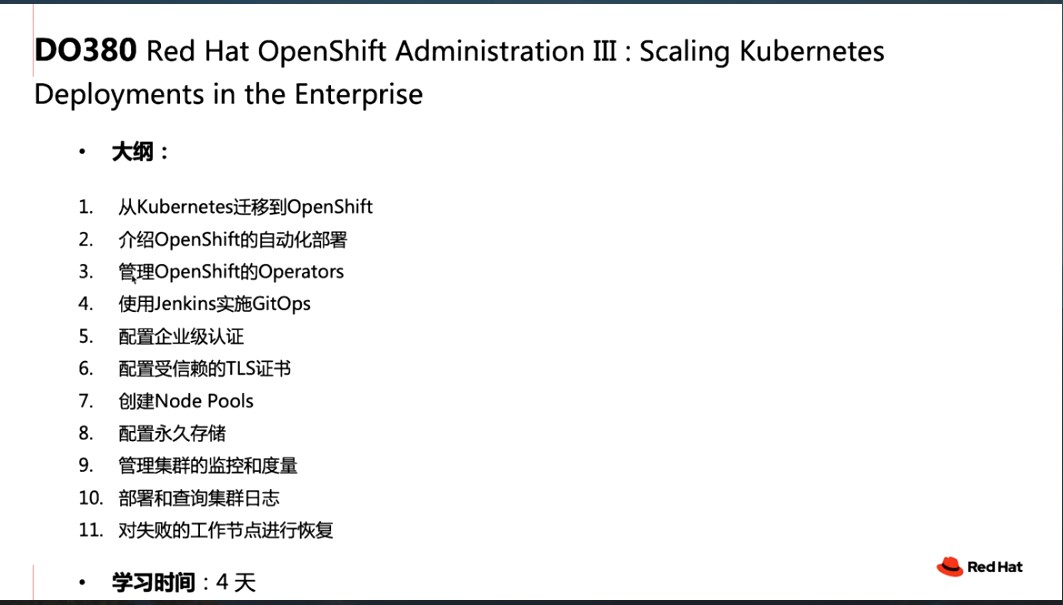 DO380 Red Hat OpenShift Administration III : Scaling Kubernetes
Deployments in the Enterprise
• 大纲：
1. 从Kubernetes迁移到OpenShift
2. 介绍OpenShift的自动化部署
3. 管理OpenShift的Operators
4. 使用Jenkins实施GitOps
5. 配置企业级认证
6. 配置受信赖的TLS证书
7. 创建Node Pools
8. 配置永久存储
9. 管理集群的监控和度量
10. 部署和查询集群日志
11. 对失败的工作节点进行恢复
Red Hat
• 学习时间：4 天